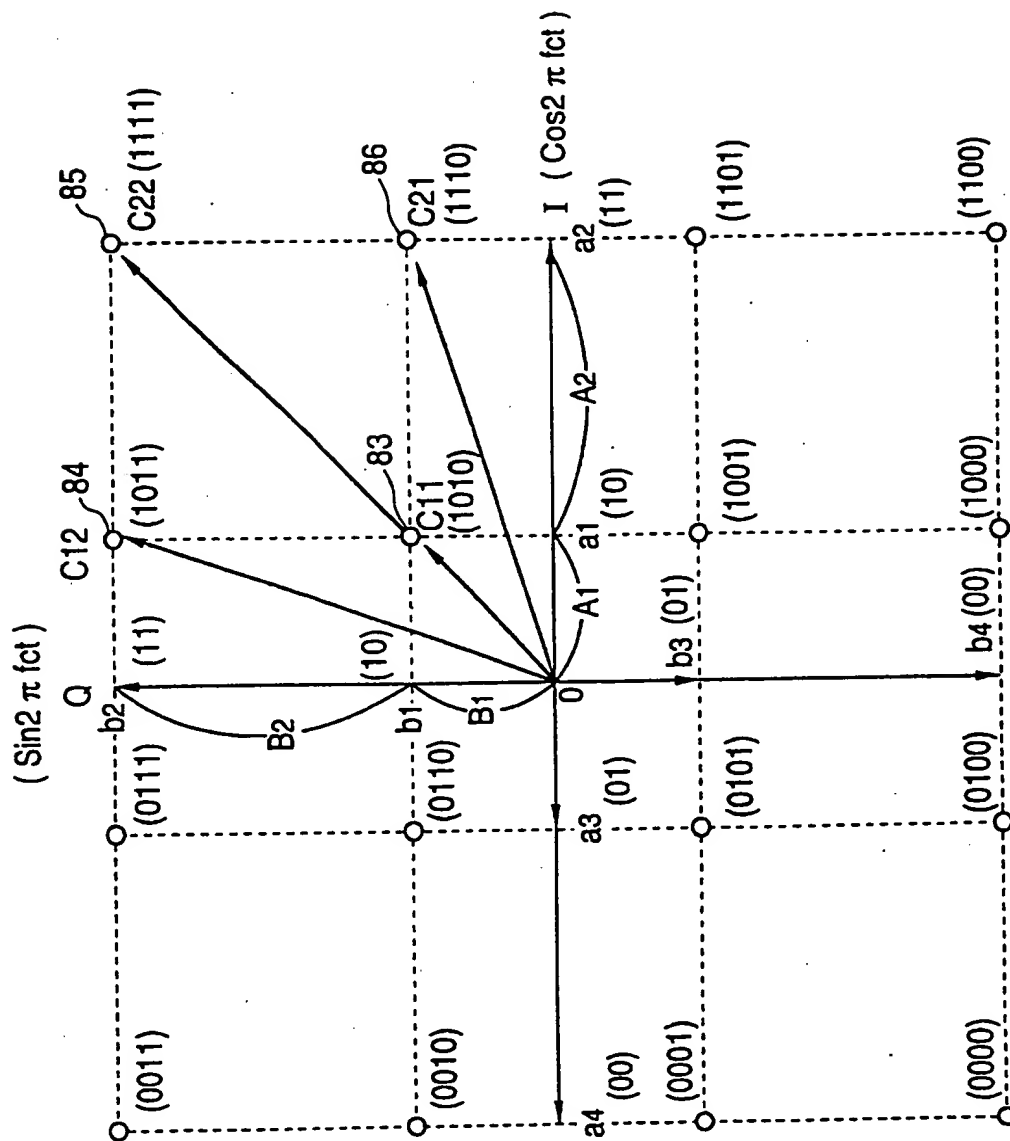 ( Sin2 π fct )
Q
C12
84
85
b2 (11)
(0011)
(0111)
(1011)
C22 (1111)
B2
83
86
b1 (10)
(0010)
(0110)
C11
(1010)
C21
(1110)
B1
0
A1
A2
I ( Cos2 π fct )
a4 (00)
a3 (01)
a1 (10)
a2 (11)
b3 (01)
(0001)
(0101)
(1001)
(1101)
b4 (00)
(0000)
(0100)
(1000)
(1100)